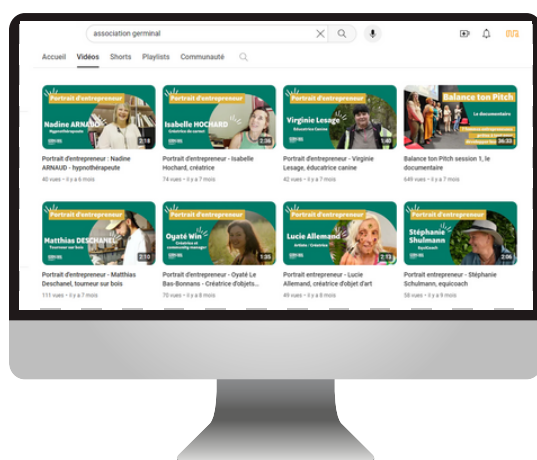 association germinal
Accueil Vidéos Shorts Playlists Communauté
Portrait d'entrepreneur
Nadine ARNAUD
Hypnothérapeute
2:18
Portrait d'entrepreneur : Nadine
ARNAUD - hypnothérapeute
40 vues • il y a 6 mois
Portrait d'entrepreneur
Isabelle HOCHARD
2:36
Portrait d'entrepreneur - Isabelle
Hochard, créatrice
74 vues • il y a 7 mois
Portrait d'entrepreneur
Virginie Lesage
Éducatrice Canine
1:40
Portrait d'entrepreneur - Virginie
Lesage, éducatrice canine
42 vues • il y a 7 mois
Balance ton Pitch
Le documentaire
36:33
Balance ton Pitch session 1, le
documentaire
649 vues • il y a 7 mois
Portrait d'entrepreneur
Matthias DESCHANEL
Tourneur sur bois
2:10
Portrait d'entrepreneur - Matthias
Deschanel, tourneur sur bois
111 vues • il y a 7 mois
Portrait d'entrepreneur
Oyaté Win
Créatrice et
community manager
1:35
Portrait d'entrepreneur - Oyaté Le
Bas-Bonnans - Créatrice d'objets...
70 vues • il y a 8 mois
Portrait d'entrepreneur
Lucie Allemand
Artiste / Créatrice
2:13
Portrait d'entrepreneur - Lucie
Allemand, créatrice d'objet d'art
49 vues • il y a 8 mois
Portrait d'entrepreneur
Stéphanie
Shulmann
Equicoach
2:06
Portrait entrepreneur - Stéphanie
Schulmann, equicoach
58 vues • il y a 9 mois